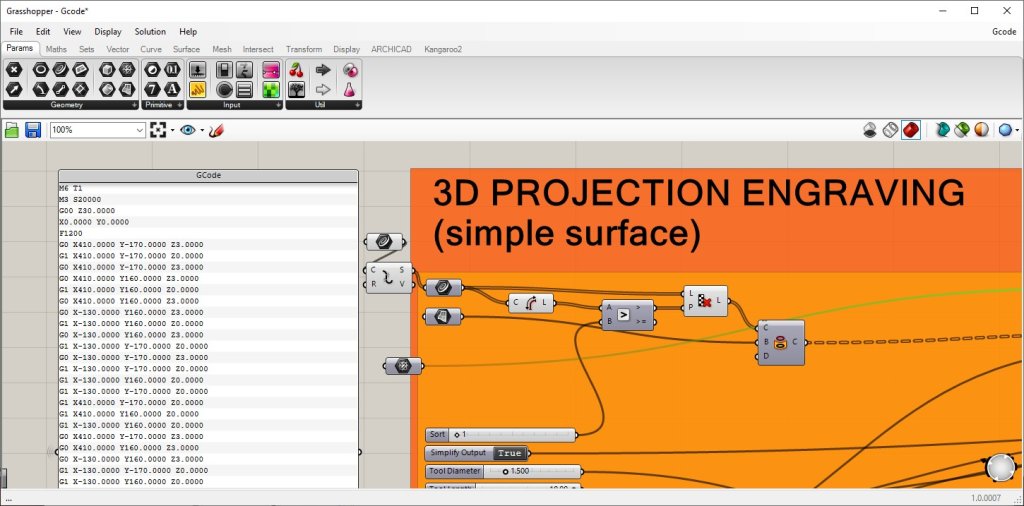 Grasshopper - Gcode*
File Edit View Display Solution Help
Gcode
Params Maths Sets Vector Curve Surface Mesh Intersect Transform Display ARCHICAD Kangaroo2
Geometry Primitive Input Util
100%
GCode
M6 T1
M3 S20000
G00 Z30.0000
X0.0000 Y0.0000
F1200
G0 X410.0000 Y-170.0000 Z3.0000
G1 X410.0000 Y-170.0000 Z0.0000
G0 X410.0000 Y160.0000 Z3.0000
G1 X410.0000 Y160.0000 Z0.0000
G0 X410.0000 Y160.0000 Z3.0000
G0 X-130.0000 Y160.0000 Z3.0000
G1 X-130.0000 Y160.0000 Z0.0000
G0 X-130.0000 Y160.0000 Z3.0000
G1 X-130.0000 Y-170.0000 Z0.0000
G0 X-130.0000 Y-170.0000 Z3.0000
G1 X-130.0000 Y-170.0000 Z0.0000
G1 X-130.0000 Y160.0000 Z0.0000
G1 X-130.0000 Y-170.0000 Z0.0000
G1 X410.0000 Y-170.0000 Z0.0000
G1 X410.0000 Y160.0000 Z0.0000
G1 X-130.0000 Y160.0000 Z0.0000
G0 X410.0000 Y-170.0000 Z3.0000
G0 X410.0000 Y160.0000 Z3.0000
G0 X-130.0000 Y160.0000 Z3.0000
G1 X-130.0000 Y-170.0000 Z0.0000
G1 X-130.0000 Y160.0000 Z0.0000
3D PROJECTION ENGRAVING
(simple surface)
C S
R V
C L
A >
B >=
L L
P
C
B C
D
Sort 1
Simplify Output True
Tool Diameter 1.500
Tool Length 10.00
...
1.0.0007